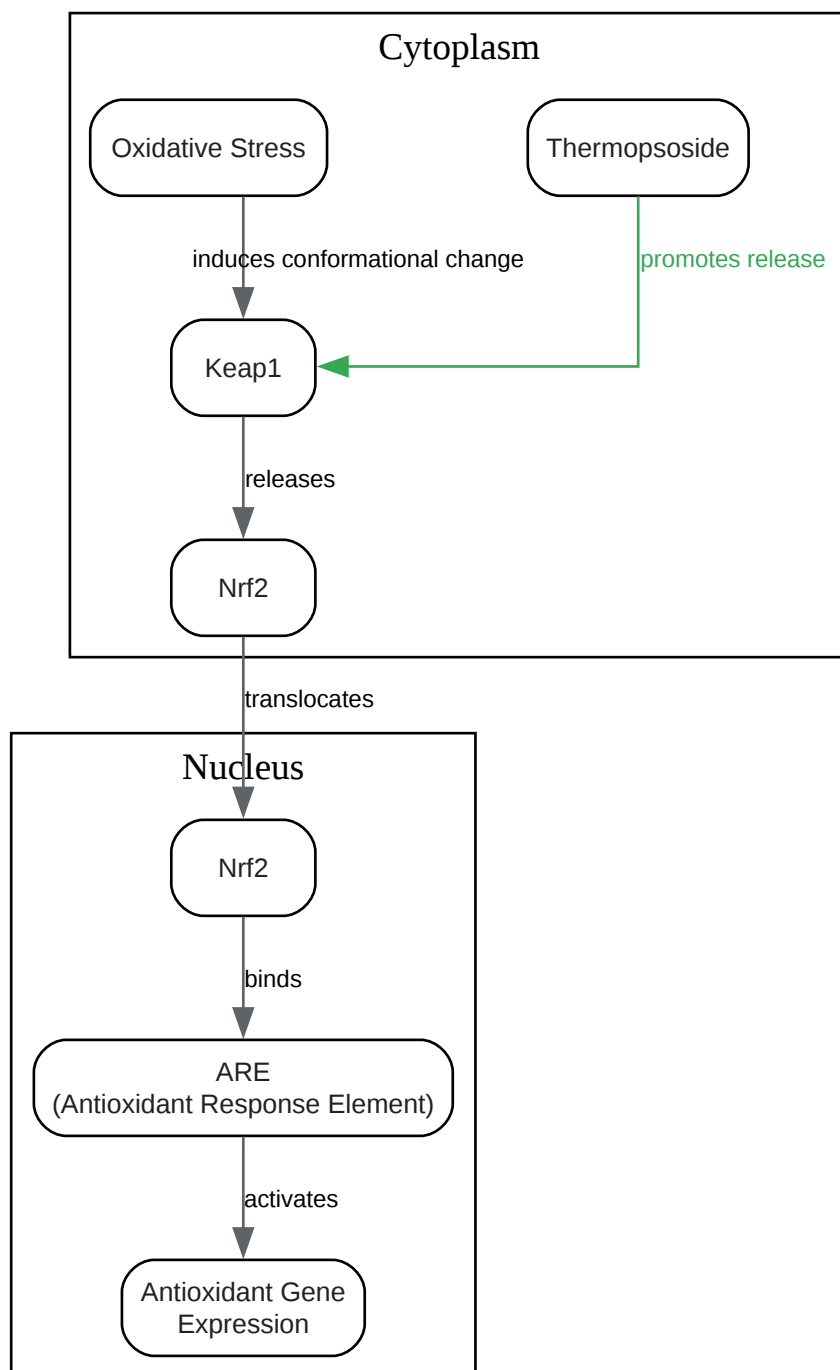 Cytoplasm
Oxidative Stress
Thermopsoside
induces conformational change
promotes release
Keap1
releases
Nrf2
translocates
Nucleus
Nrf2
binds
ARE
(Antioxidant Response Element)
activates
Antioxidant Gene
Expression